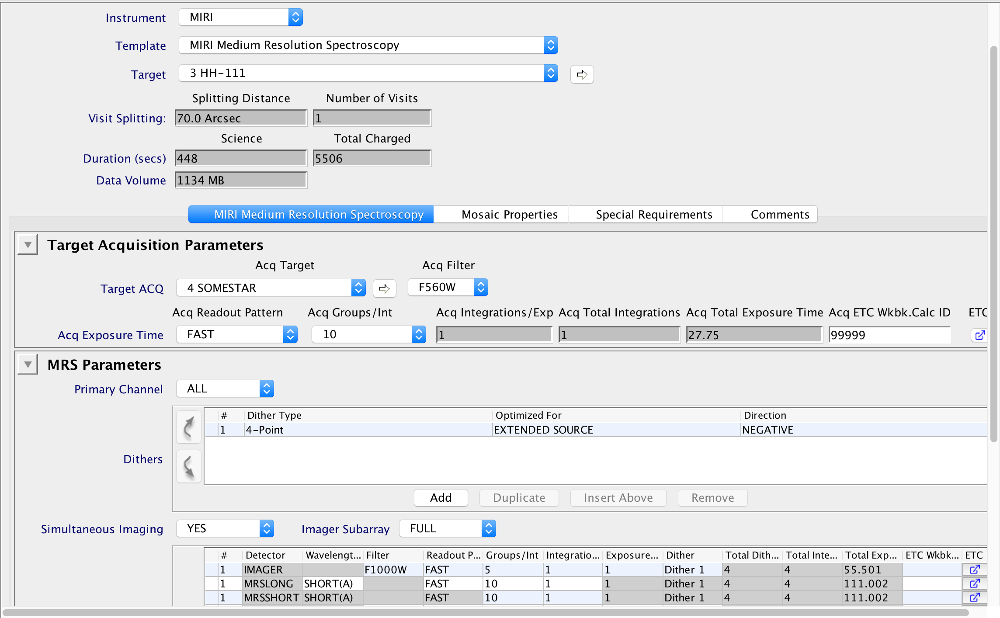 Instrument MIRI
Template MIRI Medium Resolution Spectroscopy
Target 3 HH-111
Splitting Distance Number of Visits
Visit Splitting: 70.0 Arcsec 1
Science Total Charged
Duration (secs) 448 5506
Data Volume 1134 MB
MIRI Medium Resolution Spectroscopy Mosaic Properties Special Requirements Comments
Target Acquisition Parameters
Acq Target Acq Filter
Target ACQ 4 SOMESTAR F560W
Acq Readout Pattern Acq Groups/Int Acq Integrations/Exp Acq Total Integrations Acq Total Exposure Time Acq ETC Wkbk.Calc ID ETC
Acq Exposure Time FAST 10 1 1 27.75 99999
MRS Parameters
Primary Channel ALL
# Dither Type Optimized For Direction
1 4-Point EXTENDED SOURCE NEGATIVE
Dithers
Add Duplicate Insert Above Remove
Simultaneous Imaging YES Imager Subarray FULL
# Detector Wavelengt... Filter Readout P... Groups/Int Integratio... Exposure... Dither Total Dith... Total Inte... Total Exp... ETC Wkbk... ETC
1 IMAGER F1000W FAST 5 1 1 Dither 1 4 4 55.501
1 MRSLONG SHORT(A) FAST 10 1 1 Dither 1 4 4 111.002
1 MRSSHORT SHORT(A) FAST 10 1 1 Dither 1 4 4 111.002